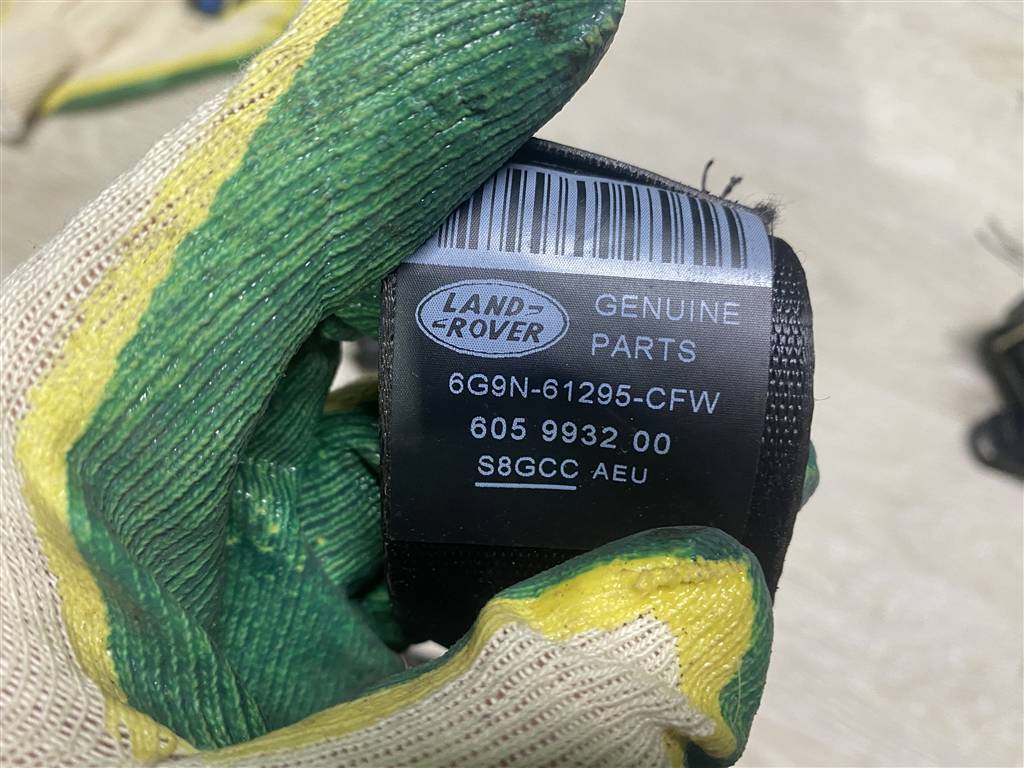 LAND
ROVER
GENUINE
PARTS
6G9N-61295-CFW
605 9932 00
S8GCC AEU